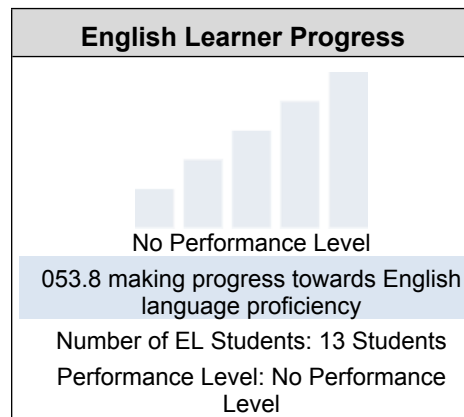 English Learner Progress
No Performance Level
053.8 making progress towards English
language proficiency
Number of EL Students: 13 Students
Performance Level: No Performance
Level